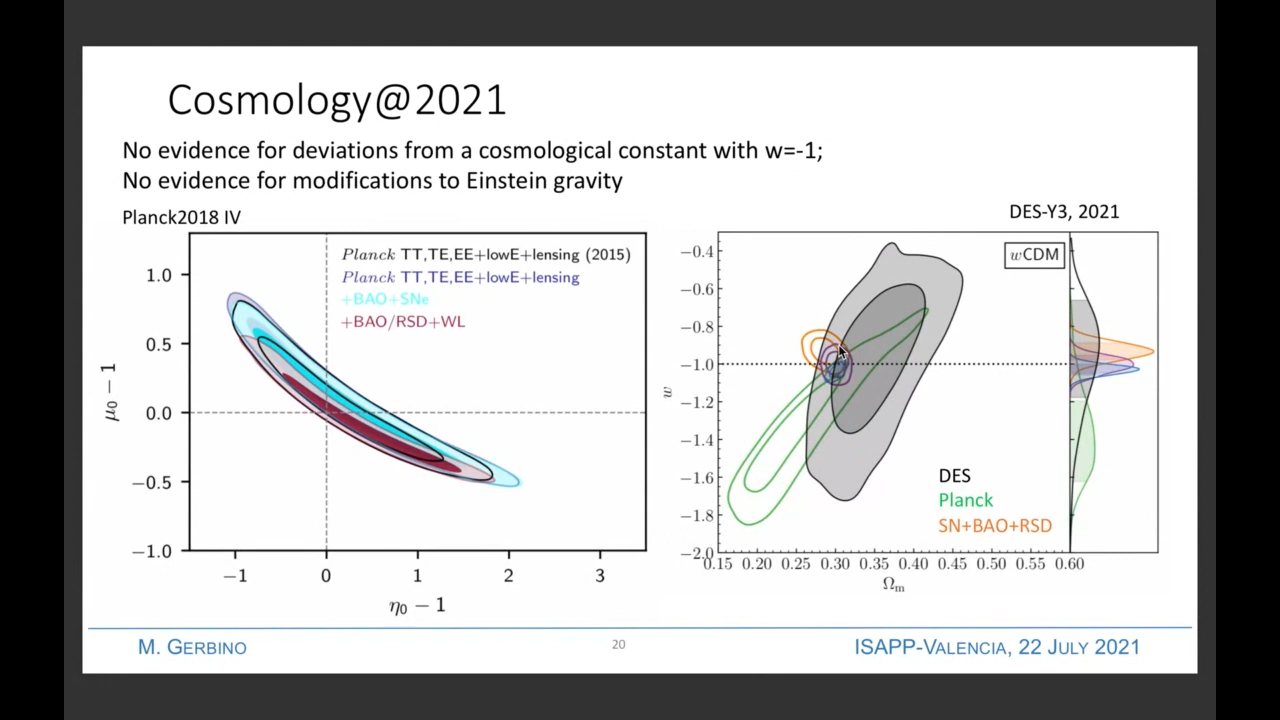 Cosmology@2021
No evidence for deviations from a cosmological constant with w=-1;
No evidence for modifications to Einstein gravity
Planck2018 IV
DES-Y3, 2021
Planck TT,TE,EE+lowE+lensing (2015)
Planck TT,TE,EE+lowE+lensing
+BAO+SNe
+BAO/RSD+WL
1.0
0.5
0.0
−0.5
−1.0
μ₀ − 1
−1
0
1
2
3
η₀ − 1
wCDM
−0.4
−0.6
−0.8
−1.0
−1.2
−1.4
−1.6
−1.8
−2.0
w
DES
Planck
SN+BAO+RSD
0.15 0.20 0.25 0.30 0.35 0.40 0.45 0.50 0.55 0.60
Ωm
M. GERBINO
20
ISAPP-VALENCIA, 22 JULY 2021